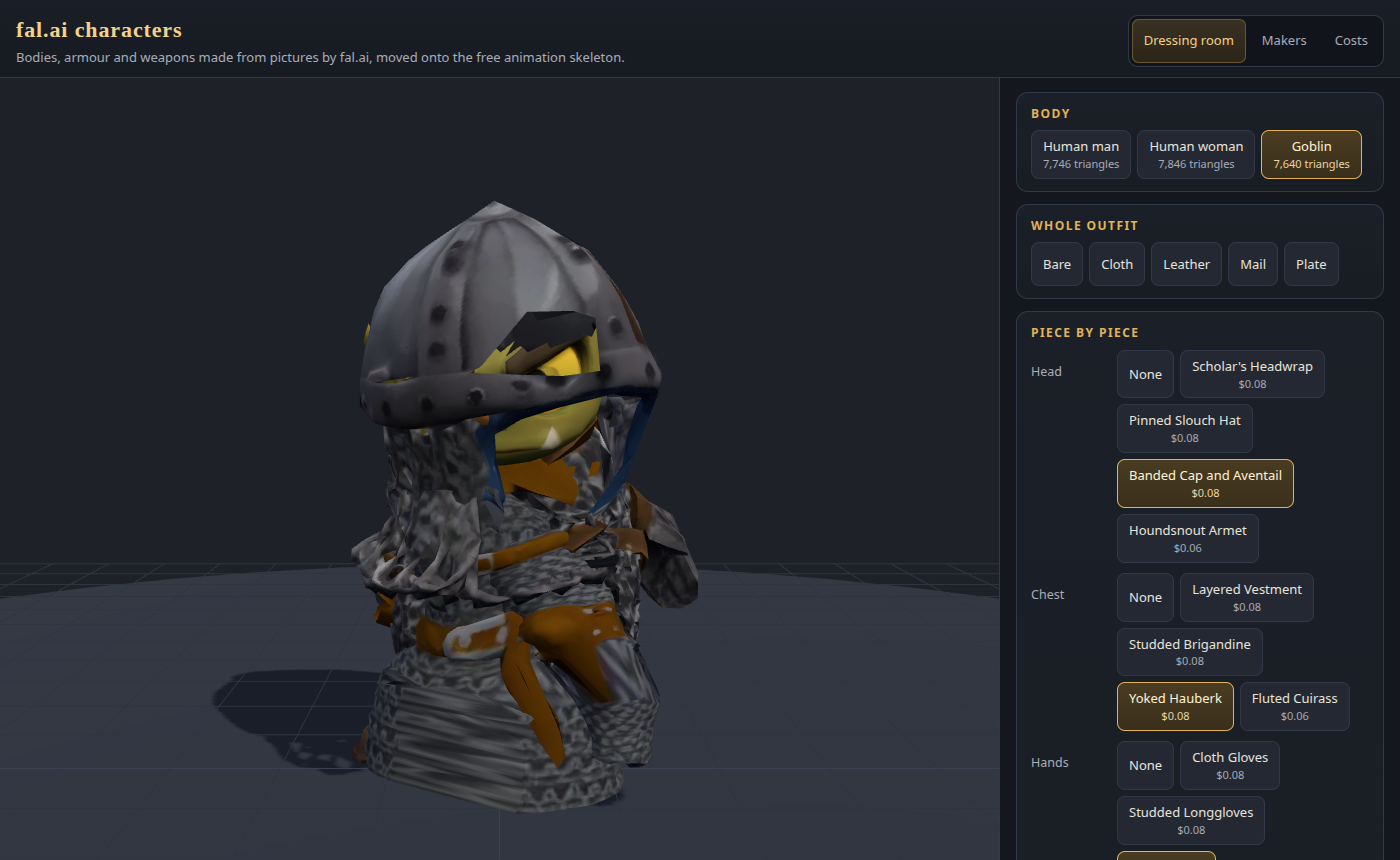 fal.ai characters
Bodies, armour and weapons made from pictures by fal.ai, moved onto the free animation skeleton.
Dressing room
Makers
Costs
BODY
Human man
7,746 triangles
Human woman
7,846 triangles
Goblin
7,640 triangles
WHOLE OUTFIT
Bare
Cloth
Leather
Mail
Plate
PIECE BY PIECE
Head
None
Scholar's Headwrap
$0.08
Pinned Slouch Hat
$0.08
Banded Cap and Aventail
$0.08
Houndsnout Armet
$0.06
Chest
None
Layered Vestment
$0.08
Studded Brigandine
$0.08
Yoked Hauberk
$0.08
Fluted Cuirass
$0.06
Hands
None
Cloth Gloves
$0.08
Studded Longgloves
$0.08